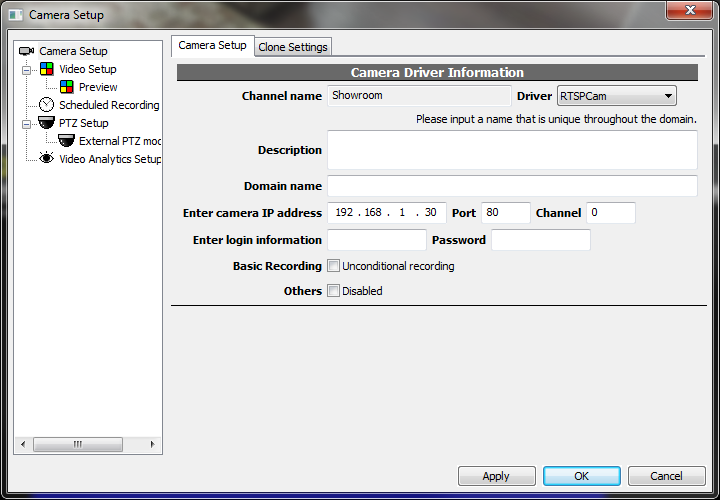 Camera Setup
Camera Setup
Video Setup
Preview
Scheduled Recording
PTZ Setup
External PTZ mod
Video Analytics Setup
Camera Setup Clone Settings
Camera Driver Information
Channel name Showroom Driver RTSPCam
Please input a name that is unique throughout the domain.
Description
Domain name
Enter camera IP address 192 . 168 . 1 . 30 Port 80 Channel 0
Enter login information Password
Basic Recording Unconditional recording
Others Disabled
Apply OK Cancel